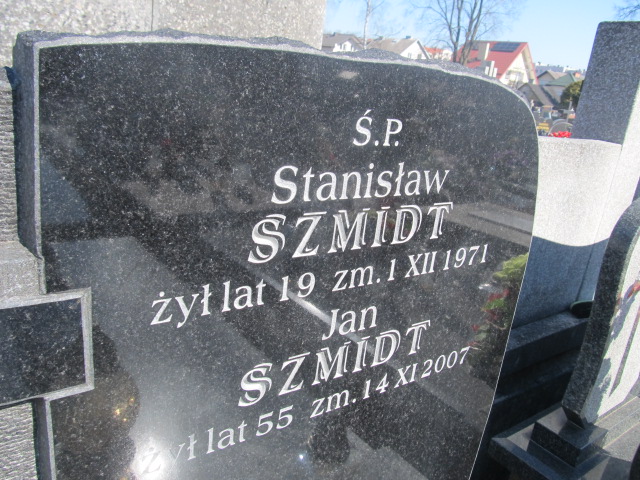 Ś.P.
Stanisław
SZMIDT
żył lat 19 zm. 1 XII 1971
Jan
SZMIDT
żył lat 55 zm. 14 XI 2007